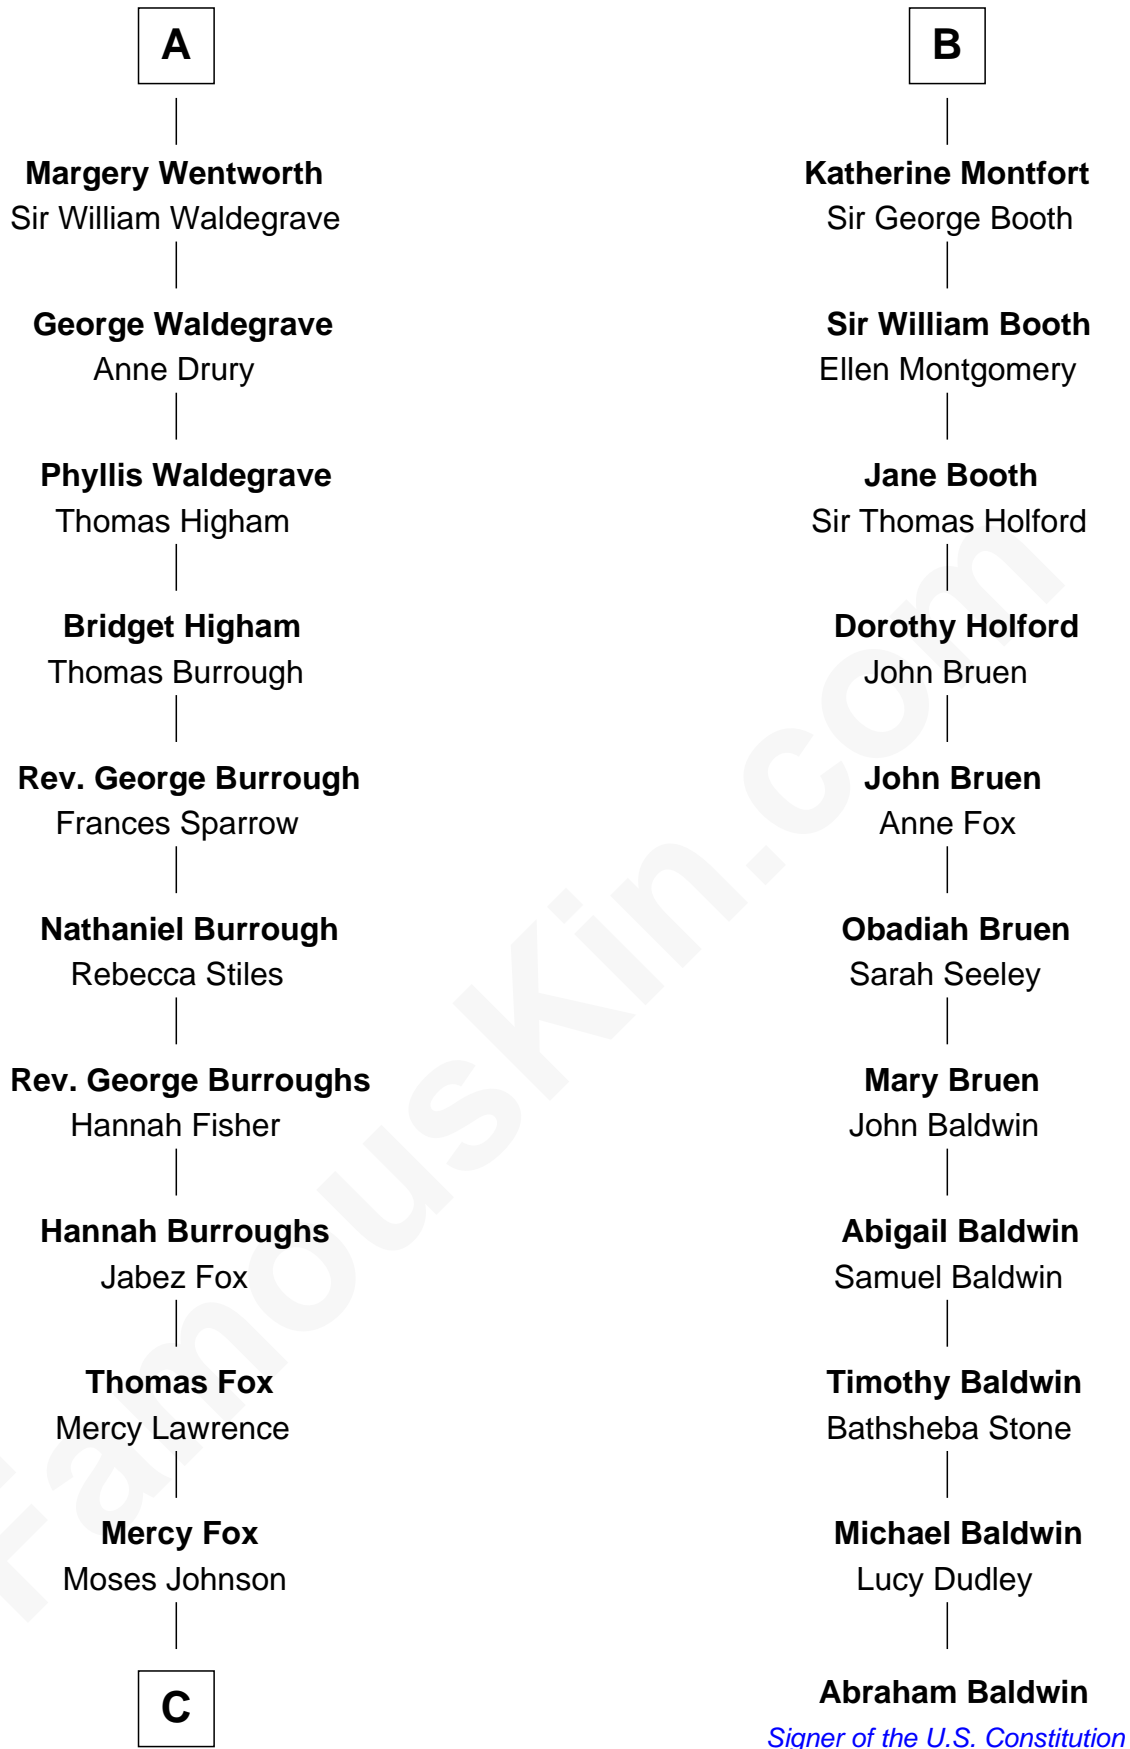 A
Margery Wentworth
Sir William Waldegrave
George Waldegrave
Anne Drury
Phyllis Waldegrave
Thomas Higham
Bridget Higham
Thomas Burrough
Rev. George Burrough
Frances Sparrow
Nathaniel Burrough
Rebecca Stiles
Rev. George Burroughs
Hannah Fisher
Hannah Burroughs
Jabez Fox
Thomas Fox
Mercy Lawrence
Mercy Fox
Moses Johnson
C
B
Katherine Montfort
Sir George Booth
Sir William Booth
Ellen Montgomery
Jane Booth
Sir Thomas Holford
Dorothy Holford
John Bruen
John Bruen
Anne Fox
Obadiah Bruen
Sarah Seeley
Mary Bruen
John Baldwin
Abigail Baldwin
Samuel Baldwin
Timothy Baldwin
Bathsheba Stone
Michael Baldwin
Lucy Dudley
Abraham Baldwin
Signer of the U.S. Constitution
FamousKin.com